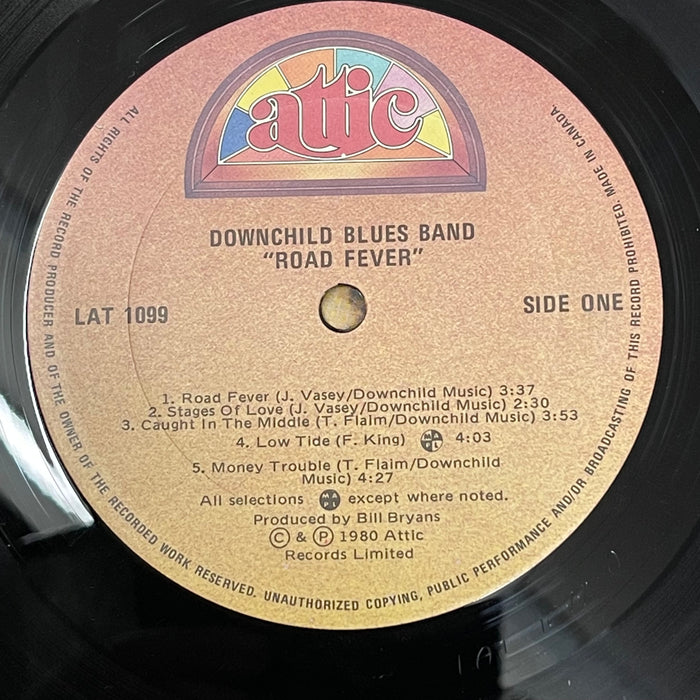 attic
DOWNCHILD BLUES BAND
"ROAD FEVER"
LAT 1099
SIDE ONE
1. Road Fever (J. Vasey/Downchild Music) 3:37
2. Stages Of Love (J. Vasey/Downchild Music) 2:30
3. Caught In The Middle (T. Flaim/Downchild Music) 3:53
4. Low Tide (F. King) MAPL 4:03
5. Money Trouble (T. Flaim/Downchild
Music) 4:27
All selections MAPL except where noted.
Produced by Bill Bryans
© & Ⓟ 1980 Attic
Records Limited
ALL RIGHTS OF THE RECORD PRODUCER AND OF THE OWNER OF THE RECORDED WORK RESERVED. UNAUTHORIZED COPYING, PUBLIC PERFORMANCE AND/OR BROADCASTING OF THIS RECORD PROHIBITED. MADE IN CANADA.